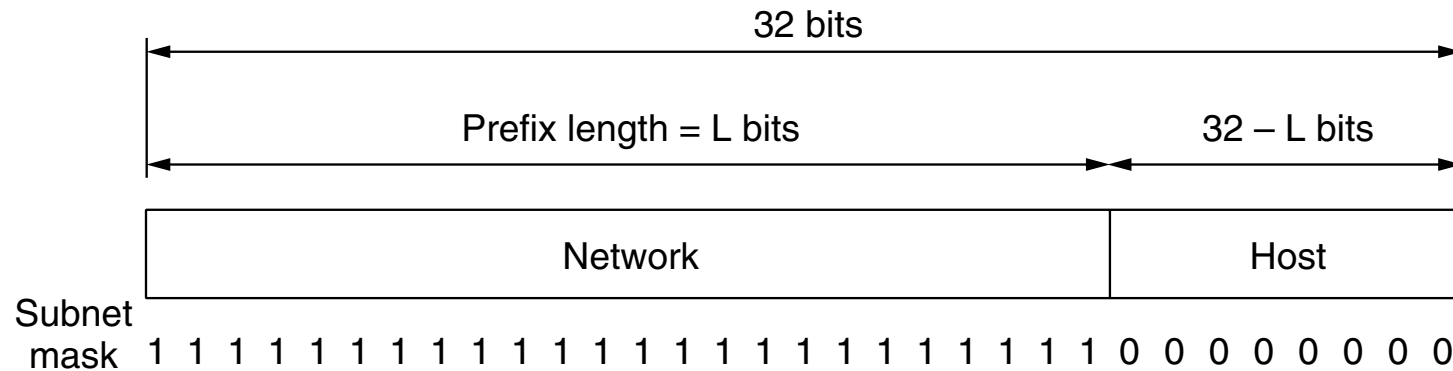 32 bits
Prefix length = L bits 32 – L bits
Network Host
Subnet
mask 1 1 1 1 1 1 1 1 1 1 1 1 1 1 1 1 1 1 1 1 1 1 1 1 0 0 0 0 0 0 0 0